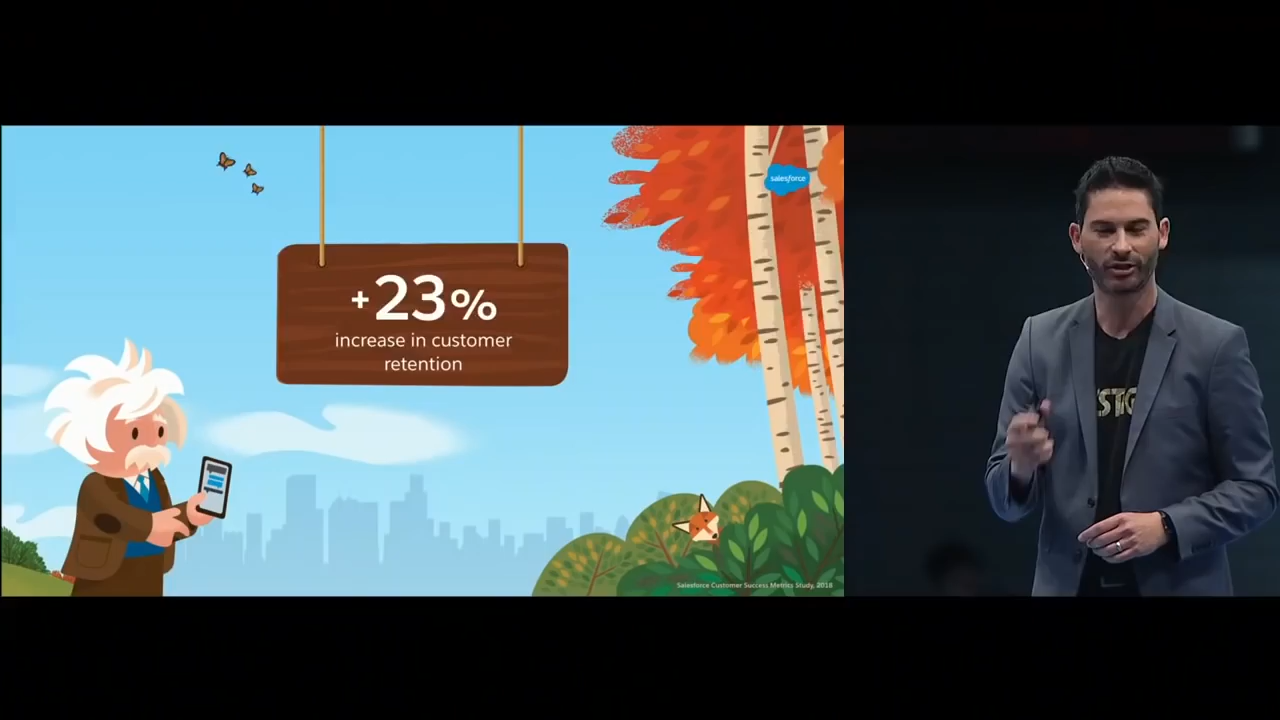 salesforce
+23%
increase in customer
retention
Salesforce Customer Success Metrics Study, 2018